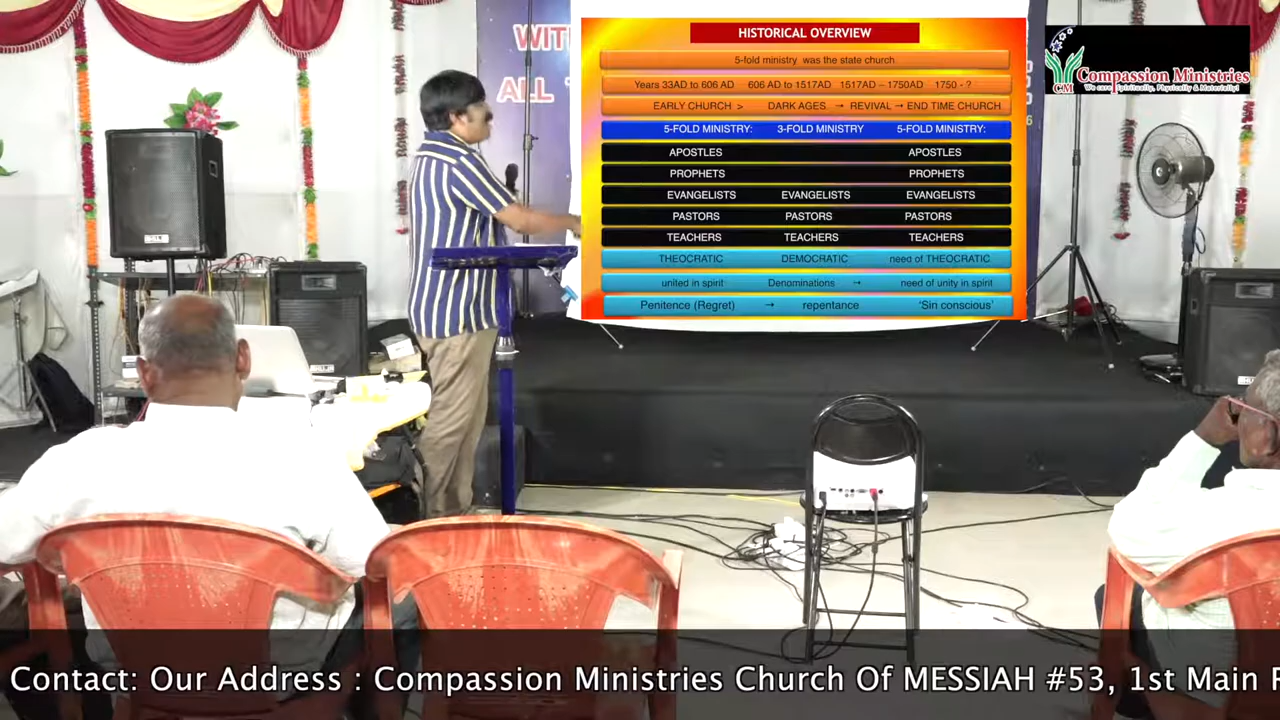 WITH
ALL
HISTORICAL OVERVIEW
5-fold ministry was the state church
Years 33AD to 606 AD 606 AD to 1517AD 1517AD – 1750AD 1750 - ?
EARLY CHURCH > DARK AGES. → REVIVAL → END TIME CHURCH
5-FOLD MINISTRY: 3-FOLD MINISTRY 5-FOLD MINISTRY:
APOSTLES APOSTLES
PROPHETS PROPHETS
EVANGELISTS EVANGELISTS EVANGELISTS
PASTORS PASTORS PASTORS
TEACHERS TEACHERS TEACHERS
THEOCRATIC DEMOCRATIC need of THEOCRATIC
united in spirit Denominations → need of unity in spirit
Penitence (Regret) → repentance ‘Sin conscious’
CM
Compassion Ministries
We care Spiritually, Physically & Materially!
Contact: Our Address : Compassion Ministries Church Of MESSIAH #53, 1st Main